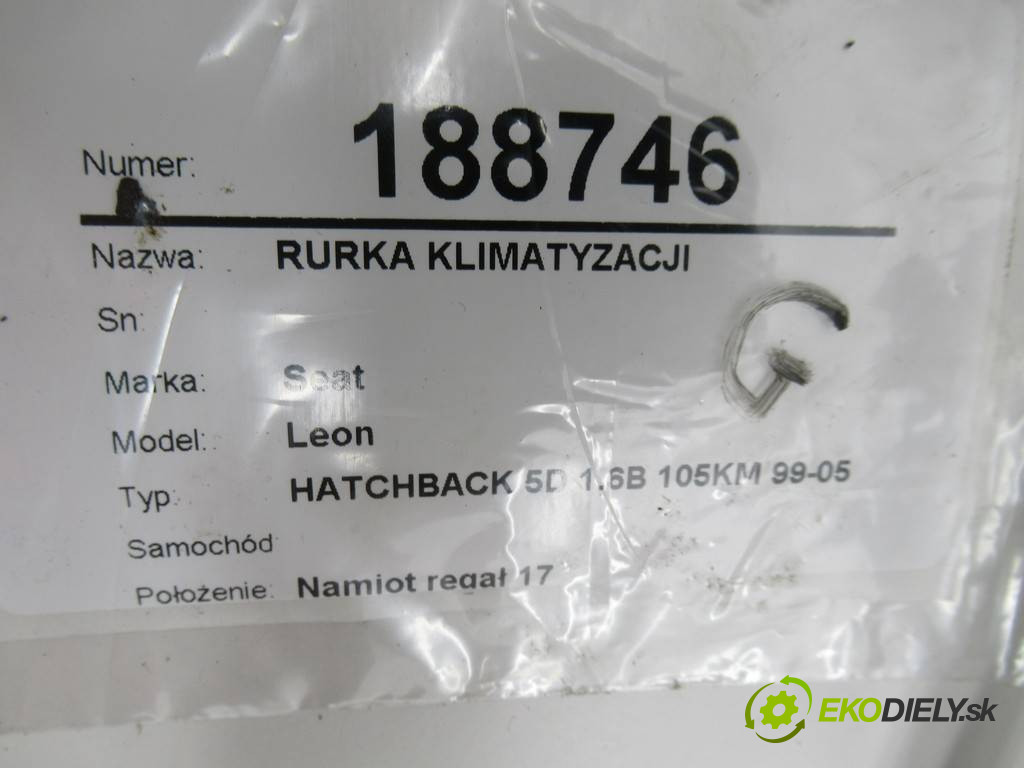 Numer: 188746
Nazwa: RURKA KLIMATYZACJI
Sn:
Marka: Seat
Model: Leon
Typ: HATCHBACK 5D 1.6B 105KM 99-05
Samochód
Położenie: Namiot regał 17
G
EKODIELY.sk